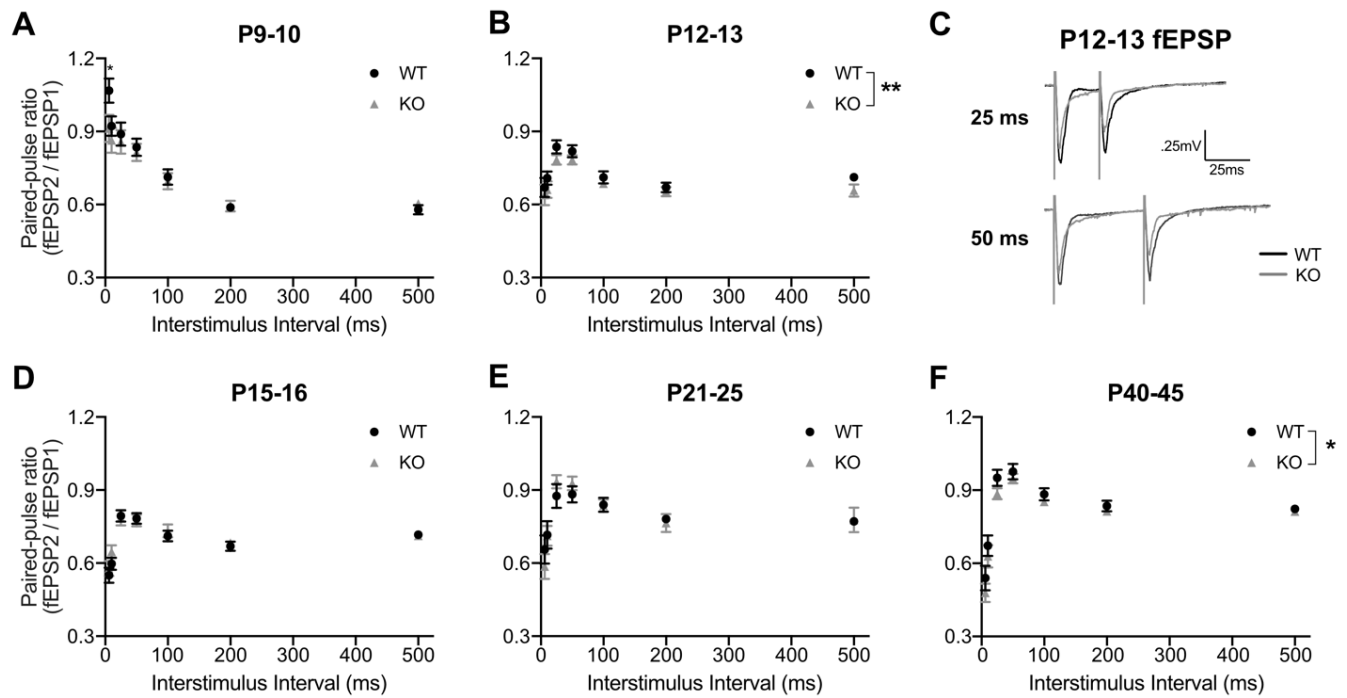 A
P9-10
Paired-pulse ratio
(fEPSP2 / fEPSP1)
1.2
0.9
0.6
0.3
*
WT
KO
0 100 200 300 400 500
Interstimulus Interval (ms)
B
P12-13
1.2
0.9
0.6
0.3
WT
KO
**
0 100 200 300 400 500
Interstimulus Interval (ms)
C
P12-13 fEPSP
25 ms
.25mV
25ms
50 ms
WT
KO
D
P15-16
Paired-pulse ratio
(fEPSP2 / fEPSP1)
1.2
0.9
0.6
0.3
WT
KO
0 100 200 300 400 500
Interstimulus Interval (ms)
E
P21-25
1.2
0.9
0.6
0.3
WT
KO
0 100 200 300 400 500
Interstimulus Interval (ms)
F
P40-45
1.2
0.9
0.6
0.3
WT
KO
*
0 100 200 300 400 500
Interstimulus Interval (ms)